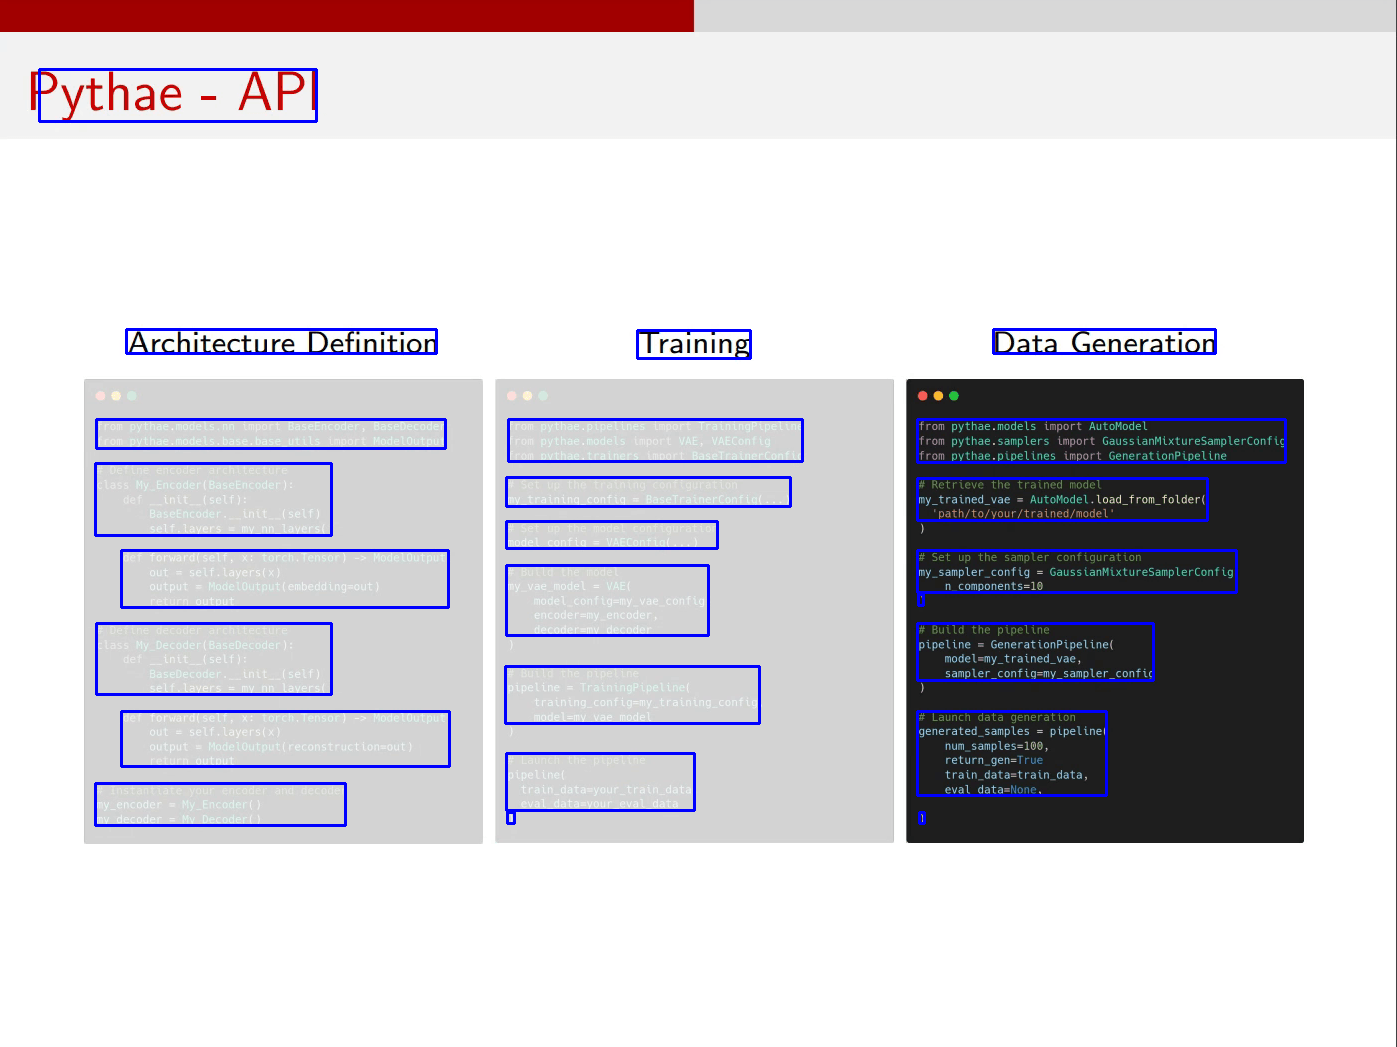 Pythae - API
Architecture Definition
from pythae.models.nn import BaseEncoder, BaseDecoder
from pythae.models.base.base_utils import ModelOutput
# Define encoder architecture
class My_Encoder(BaseEncoder):
def __init__(self):
BaseEncoder.__init__(self)
self.layers = my_nn_layers(
def forward(self, x: torch.Tensor) -> ModelOutput
out = self.layers(x)
output = ModelOutput(embedding=out)
return output
# Define decoder architecture
class My_Decoder(BaseDecoder):
def __init__(self):
BaseDecoder.__init__(self)
self.layers = my_nn_layers(
def forward(self, x: torch.Tensor) -> ModelOutput
out = self.layers(x)
output = ModelOutput(reconstruction=out)
return output
# Instantiate your encoder and decoder
my_encoder = My_Encoder()
my_decoder = My_Decoder()
Training
from pythae.pipelines import TrainingPipeline
from pythae.models import VAE, VAEConfig
from pythae.trainers import BaseTrainerConfig
# Set up the training configuration
my_training_config = BaseTrainerConfig(...)
# Set up the model configuration
model_config = VAEConfig(...)
# Build the model
my_vae_model = VAE(
model_config=my_vae_config
encoder=my_encoder,
decoder=my_decoder
)
# Build the pipeline
pipeline = TrainingPipeline(
training_config=my_training_config
model=my_vae_model
)
# Launch the pipeline
pipeline(
train_data=your_train_data
eval_data=your_eval_data
)
Data Generation
from pythae.models import AutoModel
from pythae.samplers import GaussianMixtureSamplerConfig
from pythae.pipelines import GenerationPipeline
# Retrieve the trained model
my_trained_vae = AutoModel.load_from_folder(
'path/to/your/trained/model'
)
# Set up the sampler configuration
my_sampler_config = GaussianMixtureSamplerConfig
n_components=10
)
# Build the pipeline
pipeline = GenerationPipeline(
model=my_trained_vae,
sampler_config=my_sampler_config
)
# Launch data generation
generated_samples = pipeline(
num_samples=100,
return_gen=True
train_data=train_data,
eval_data=None,
)